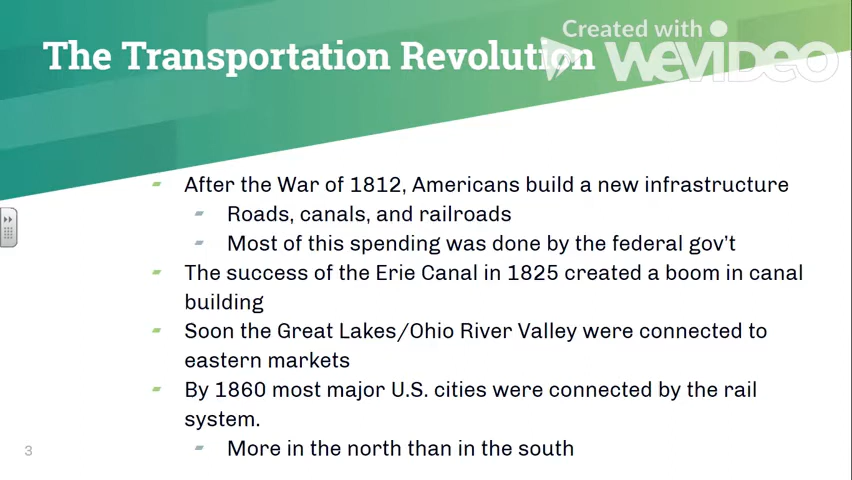 Created with
WeVideo
The Transportation Revolution
After the War of 1812, Americans build a new infrastructure
Roads, canals, and railroads
Most of this spending was done by the federal gov't
The success of the Erie Canal in 1825 created a boom in canal
building
Soon the Great Lakes/Ohio River Valley were connected to
eastern markets
By 1860 most major U.S. cities were connected by the rail
system.
More in the north than in the south
3